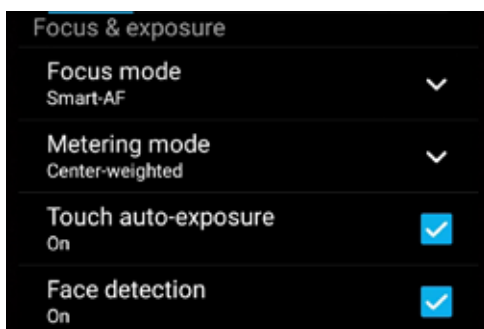 Focus & exposure
Focus mode
Smart-AF
Metering mode
Center-weighted
Touch auto-exposure
On
Face detection
On